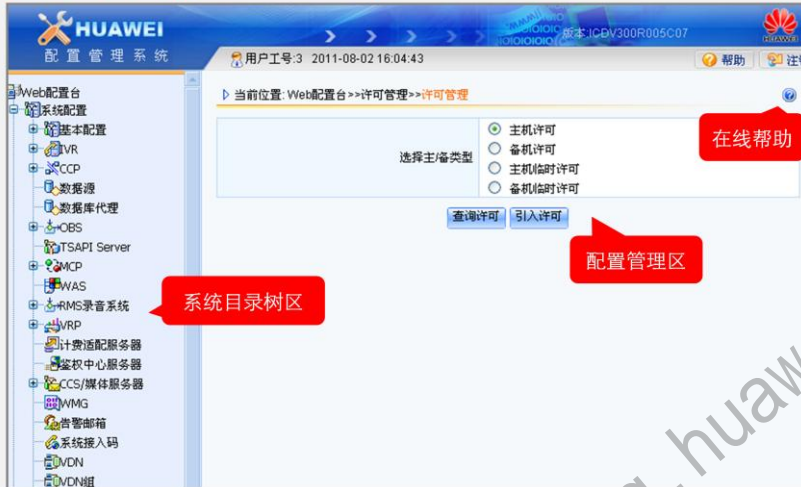 HUAWEI
配置管理系统
版本:ICDV300R005C07
HUAWEI
用户工号:3 2011-08-02 16:04:43
帮助
注
Web配置台
系统配置
基本配置
IVR
CCP
数据源
数据库代理
OBS
TSAPI Server
MCP
WAS
RMS录音系统
VRP
计费适配服务器
鉴权中心服务器
CCS/媒体服务器
WMG
告警邮箱
系统接入码
VDN
VDN组
当前位置: Web配置台>>许可管理>>许可管理
选择主/备类型
主机许可
备机许可
主机临时许可
备机临时许可
查询许可
引入许可
在线帮助
配置管理区
系统目录树区
.huaw